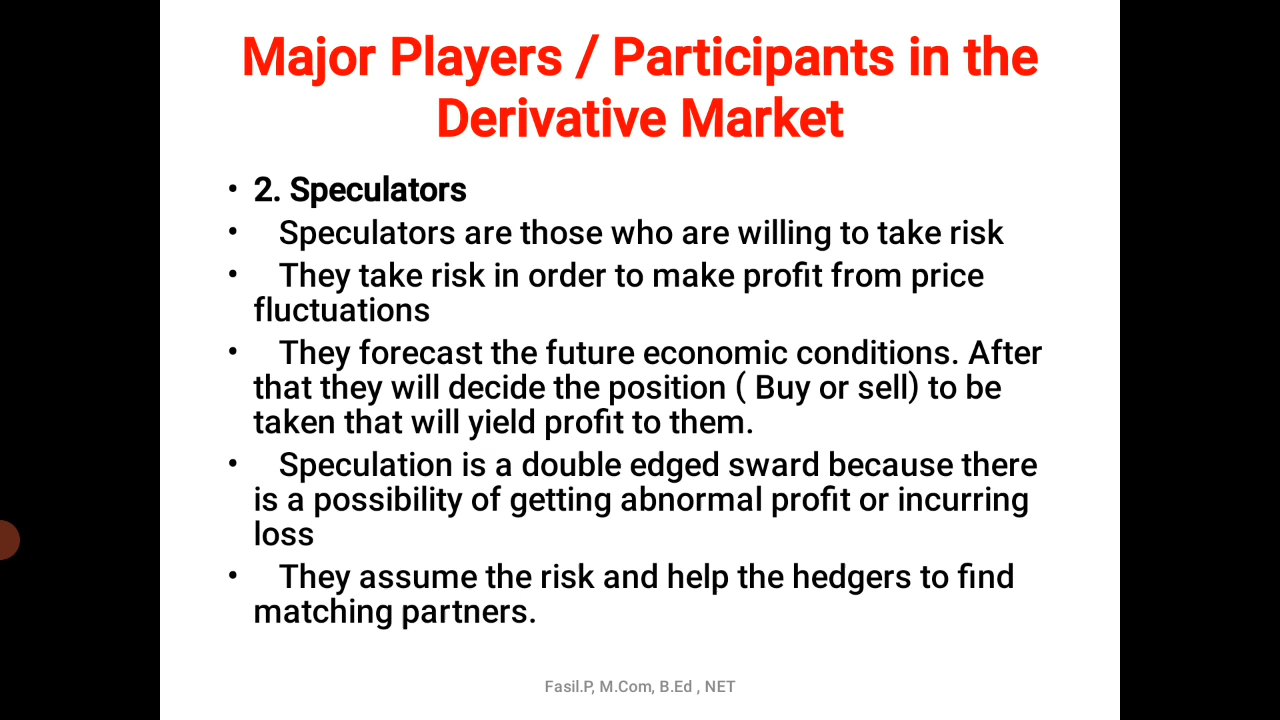 Major Players / Participants in the
Derivative Market
• 2. Speculators
• Speculators are those who are willing to take risk
• They take risk in order to make profit from price
fluctuations
• They forecast the future economic conditions. After
that they will decide the position ( Buy or sell) to be
taken that will yield profit to them.
• Speculation is a double edged sward because there
is a possibility of getting abnormal profit or incurring
loss
• They assume the risk and help the hedgers to find
matching partners.
Fasil.P, M.Com, B.Ed , NET